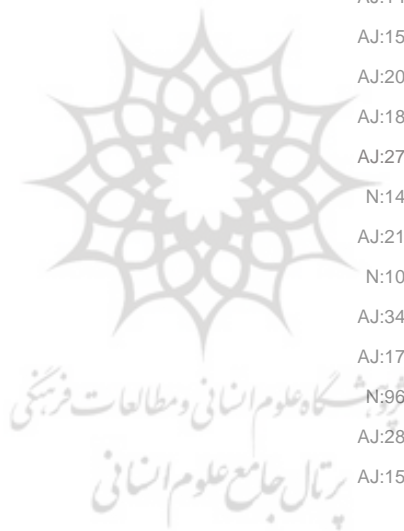 AJ:15
AJ:20
AJ:18
AJ:27
N:14
AJ:21
N:10
AJ:34
AJ:17
پژوهشگاه علوم انسانی و مطالعات فرهنگی
N:96
AJ:28
پرتال جامع علوم انسانی
AJ:15